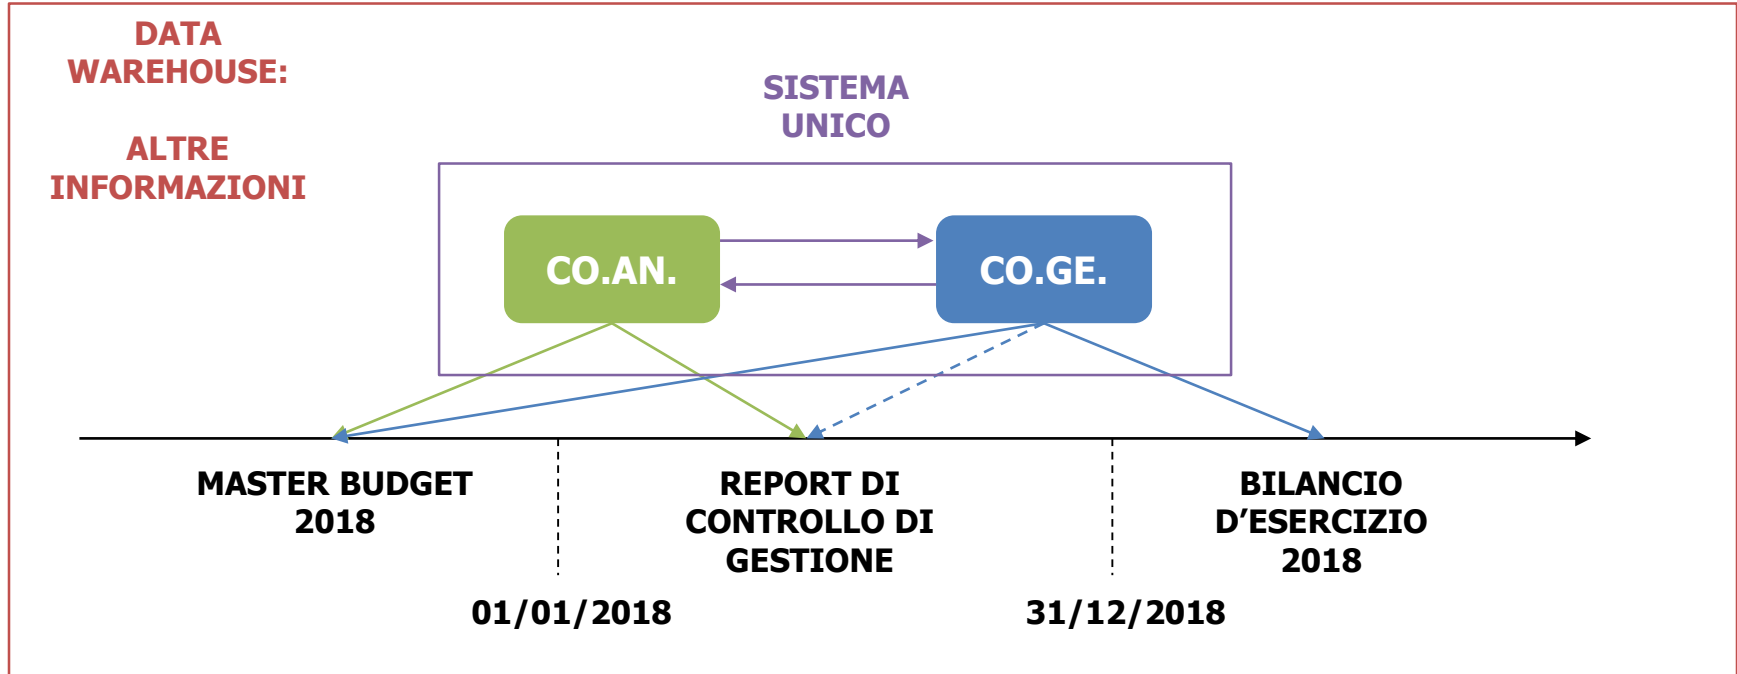 DATA
WAREHOUSE:
ALTRE
INFORMAZIONI
SISTEMA
UNICO
CO.AN.
CO.GE.
MASTER BUDGET
2018
REPORT DI
CONTROLLO DI
GESTIONE
BILANCIO
D’ESERCIZIO
2018
01/01/2018
31/12/2018